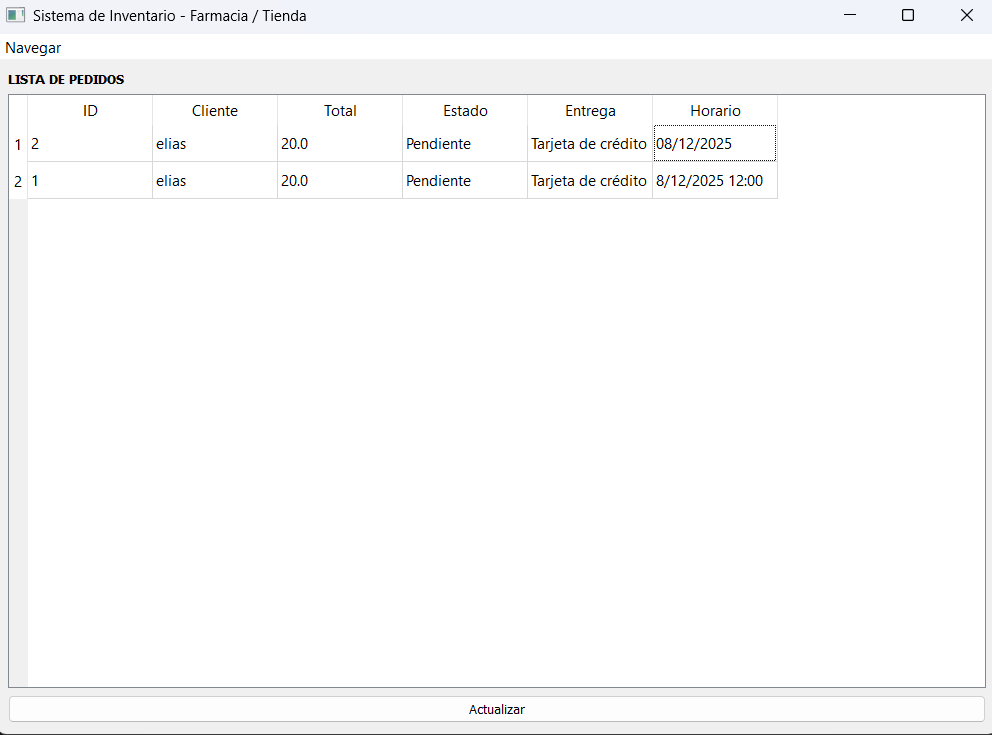 Sistema de Inventario - Farmacia / Tienda
Navegar
LISTA DE PEDIDOS
ID Cliente Total Estado Entrega Horario
1 2 elias 20.0 Pendiente Tarjeta de crédito 08/12/2025
2 1 elias 20.0 Pendiente Tarjeta de crédito 8/12/2025 12:00
Actualizar